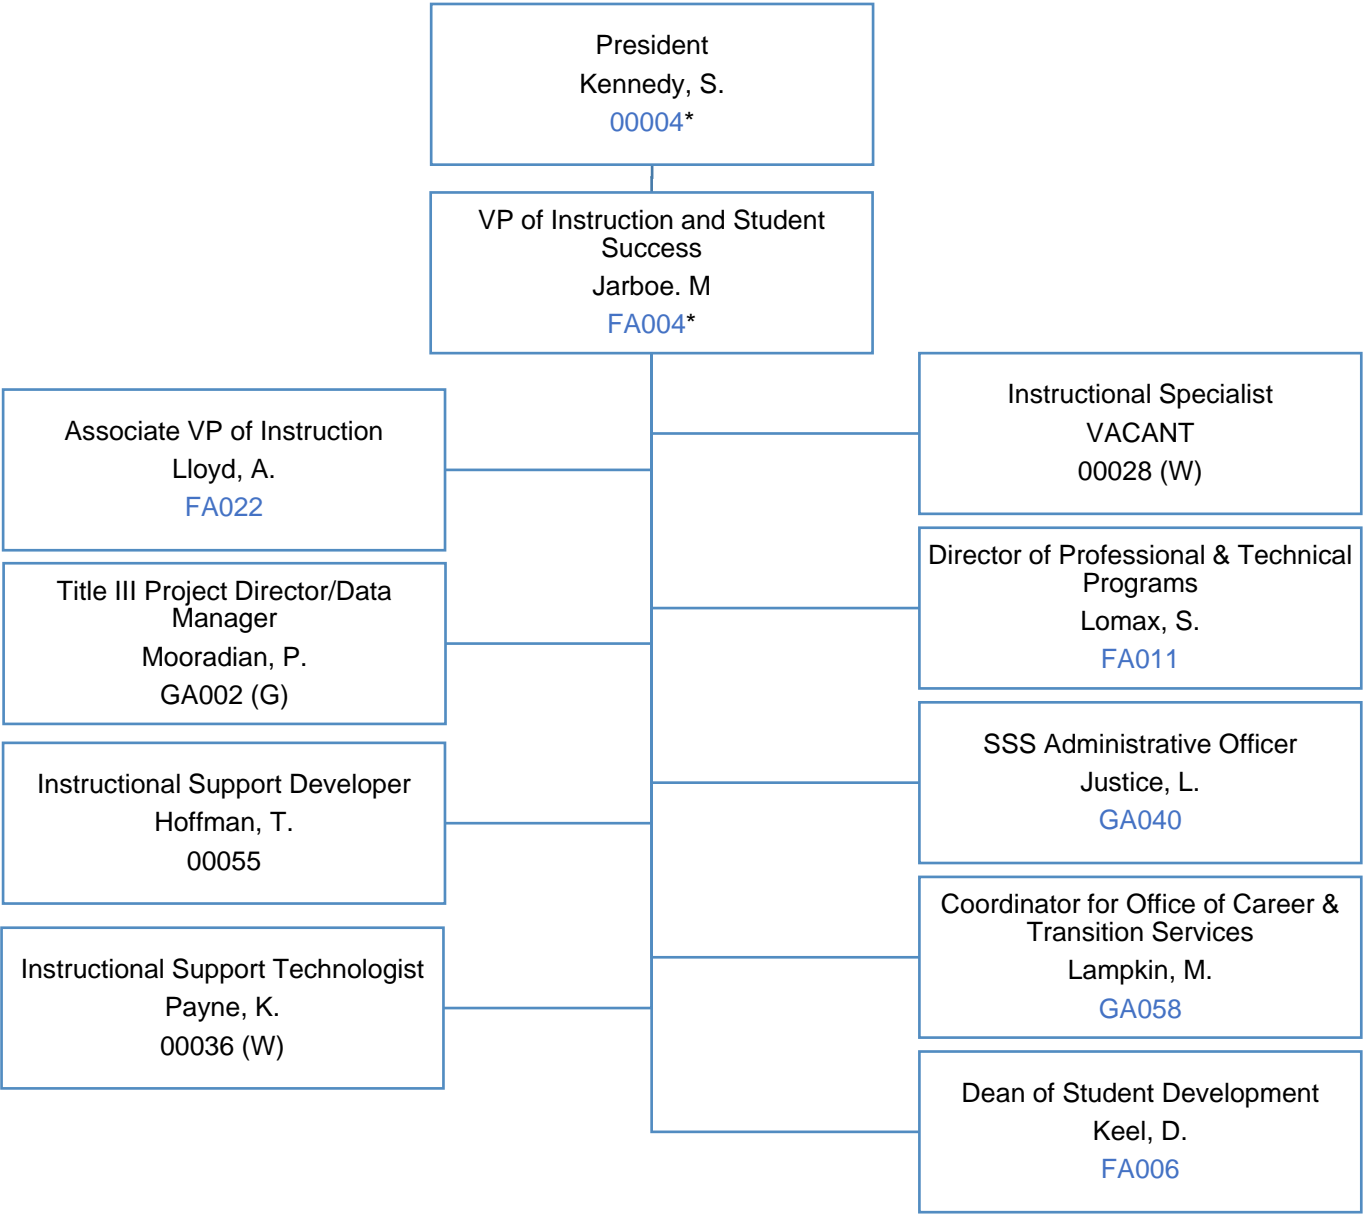 President
Kennedy, S.
00004*
VP of Instruction and Student
Success
Jarboe. M
FA004*
Associate VP of Instruction
Lloyd, A.
FA022
Title III Project Director/Data
Manager
Mooradian, P.
GA002 (G)
Instructional Support Developer
Hoffman, T.
00055
Instructional Support Technologist
Payne, K.
00036 (W)
Instructional Specialist
VACANT
00028 (W)
Director of Professional & Technical
Programs
Lomax, S.
FA011
SSS Administrative Officer
Justice, L.
GA040
Coordinator for Office of Career &
Transition Services
Lampkin, M.
GA058
Dean of Student Development
Keel, D.
FA006